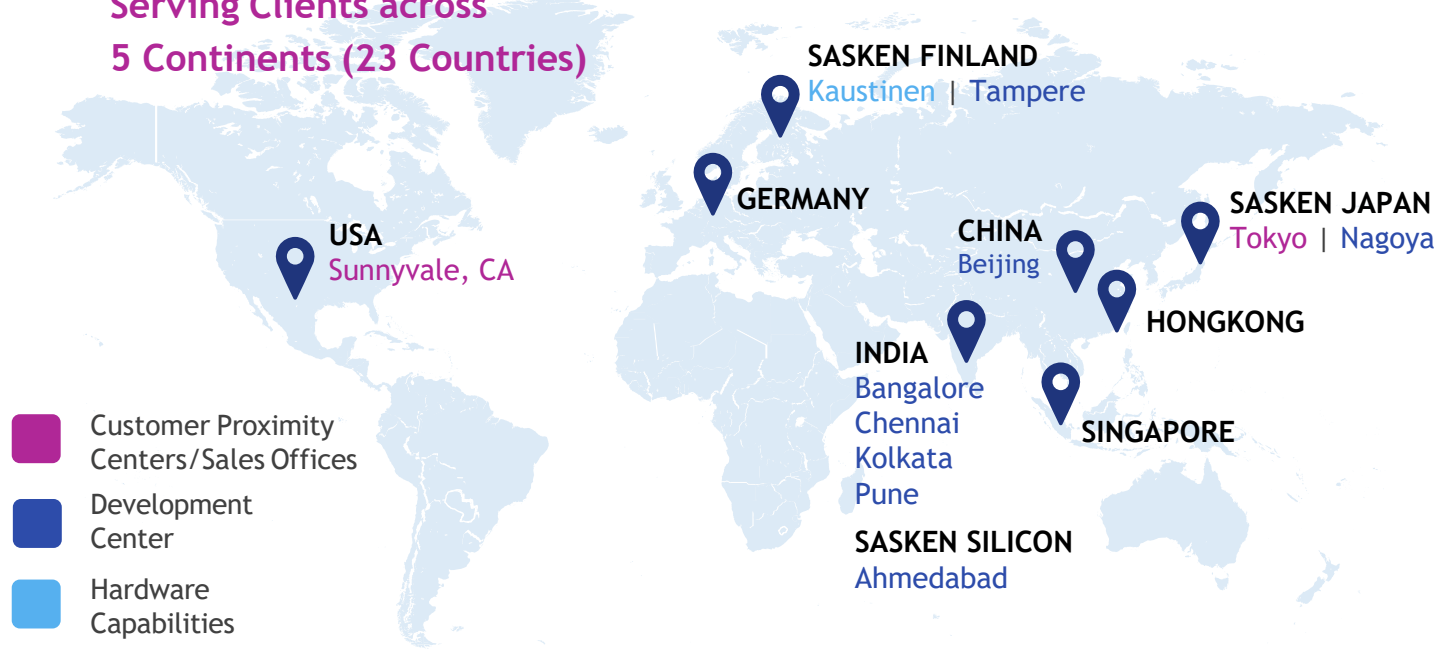 Serving Clients across
5 Continents (23 Countries)
SASKEN FINLAND
Kaustinen | Tampere
GERMANY
USA
Sunnyvale, CA
CHINA
Beijing
SASKEN JAPAN
Tokyo | Nagoya
HONGKONG
INDIA
Bangalore
Chennai
Kolkata
Pune
SINGAPORE
SASKEN SILICON
Ahmedabad
Customer Proximity
Centers/Sales Offices
Development
Center
Hardware
Capabilities